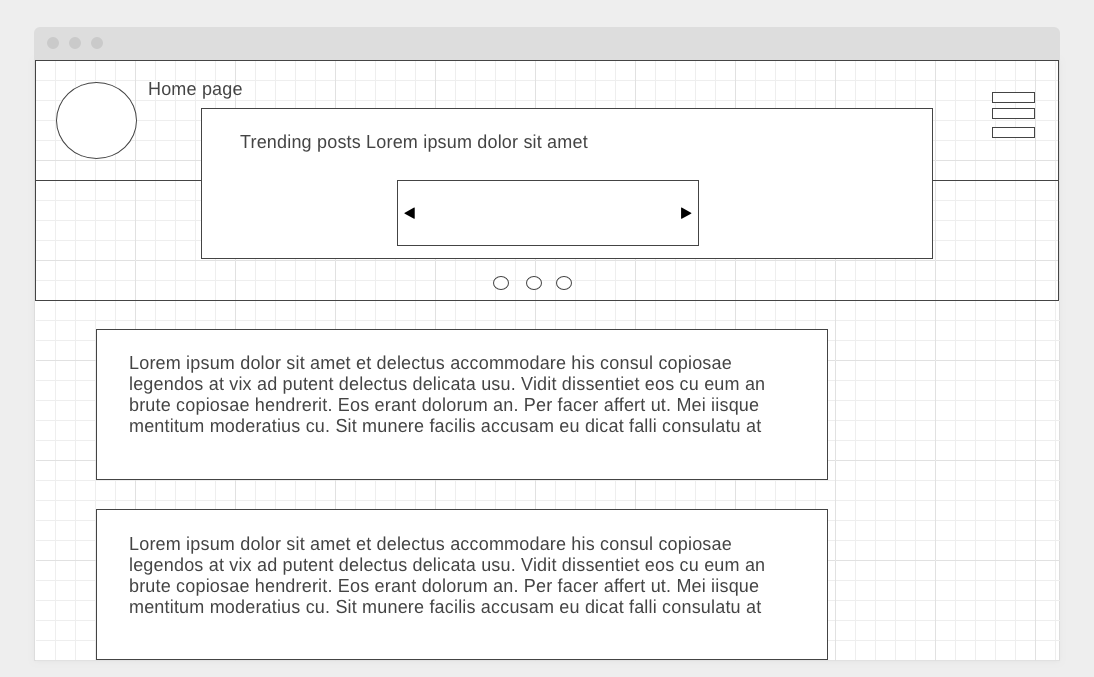 Home page
Trending posts Lorem ipsum dolor sit amet
Lorem ipsum dolor sit amet et delectus accommodare his consul copiosae
legendos at vix ad putent delectus delicata usu. Vidit dissentiet eos cu eum an
brute copiosae hendrerit. Eos erant dolorum an. Per facer affert ut. Mei iisque
mentitum moderatius cu. Sit munere facilis accusam eu dicat falli consulatu at
Lorem ipsum dolor sit amet et delectus accommodare his consul copiosae
legendos at vix ad putent delectus delicata usu. Vidit dissentiet eos cu eum an
brute copiosae hendrerit. Eos erant dolorum an. Per facer affert ut. Mei iisque
mentitum moderatius cu. Sit munere facilis accusam eu dicat falli consulatu at